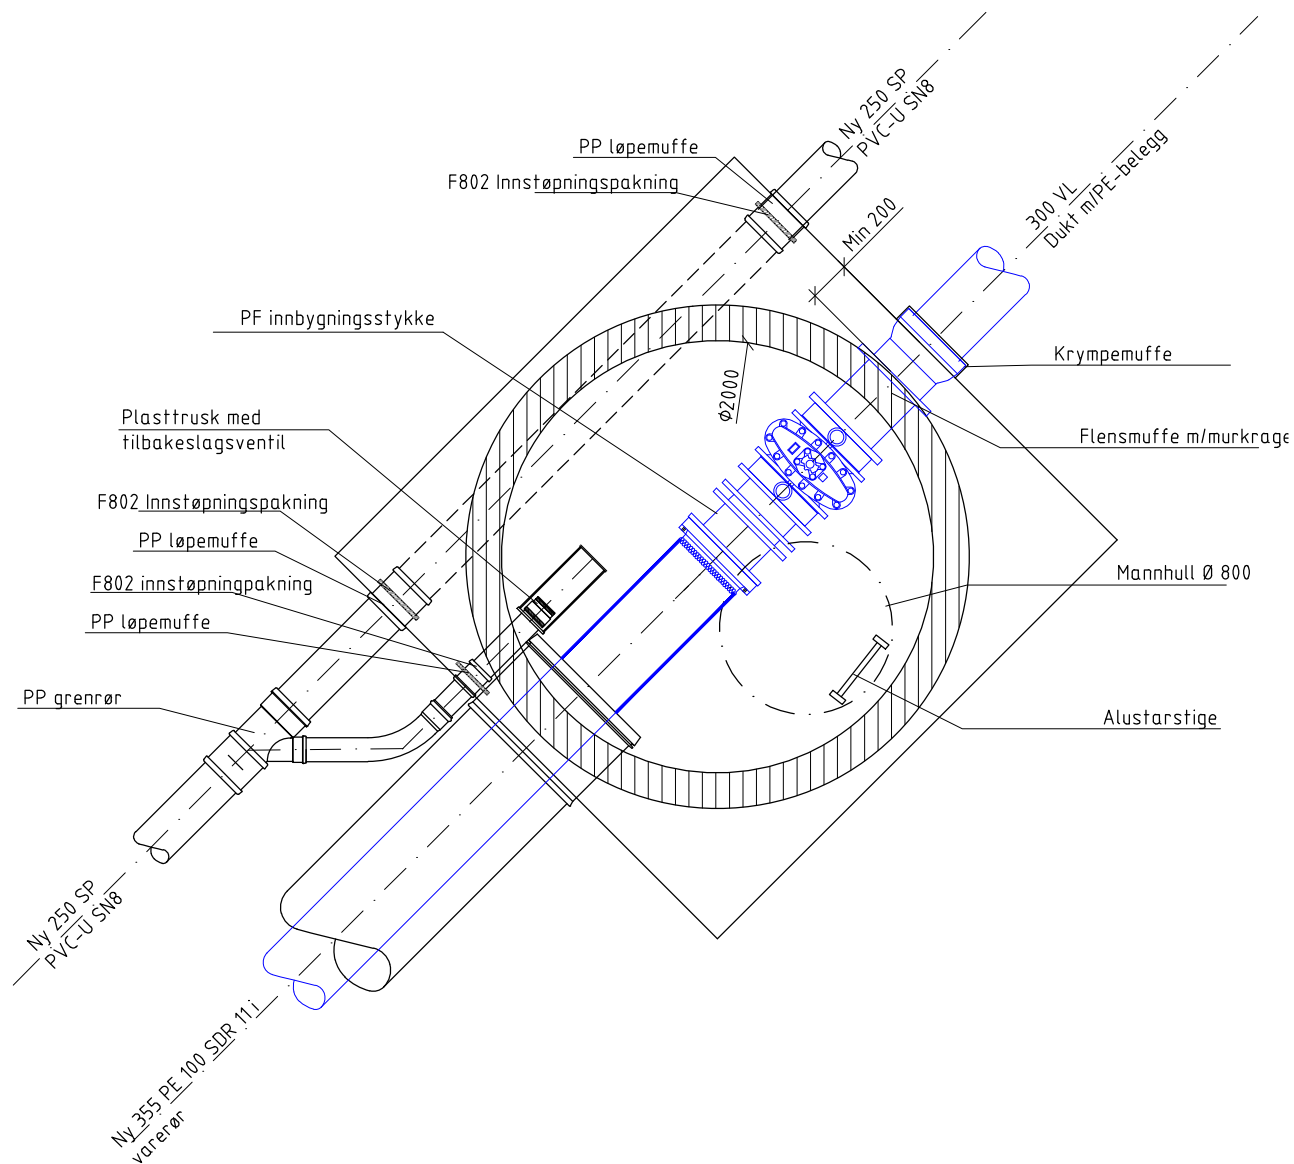 Ny 250 SP
PVC-U SN8
PP løpemuffe
F802 Innstøpningspakning
Min 200
300 VL
Dukt m/PE-belegg
PF innbygningsstykke
Krympemuffe
Φ2000
Plasttrusk med
tilbakeslagsventil
Flensmuffe m/murkrage
F802 Innstøpningspakning
PP løpemuffe
F802 innstøpningpakning
Mannhull Ø 800
PP løpemuffe
PP grenrør
Alustarstige
Ny 250 SP
PVC-U SN8
Ny 355 PE 100 SDR 11 i
varerør